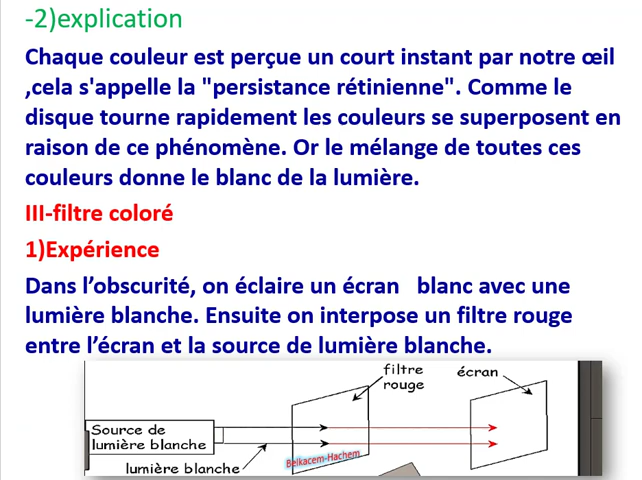 -2)explication
Chaque couleur est perçue un court instant par notre œil
,cela s'appelle la "persistance rétinienne". Comme le
disque tourne rapidement les couleurs se superposent en
raison de ce phénomène. Or le mélange de toutes ces
couleurs donne le blanc de la lumière.
III-filtre coloré
1)Expérience
Dans l’obscurité, on éclaire un écran   blanc avec une
lumière blanche. Ensuite on interpose un filtre rouge
entre l’écran et la source de lumière blanche.
filtre
rouge
écran
Source de
lumière blanche
lumière blanche
Belkacem-Hachem